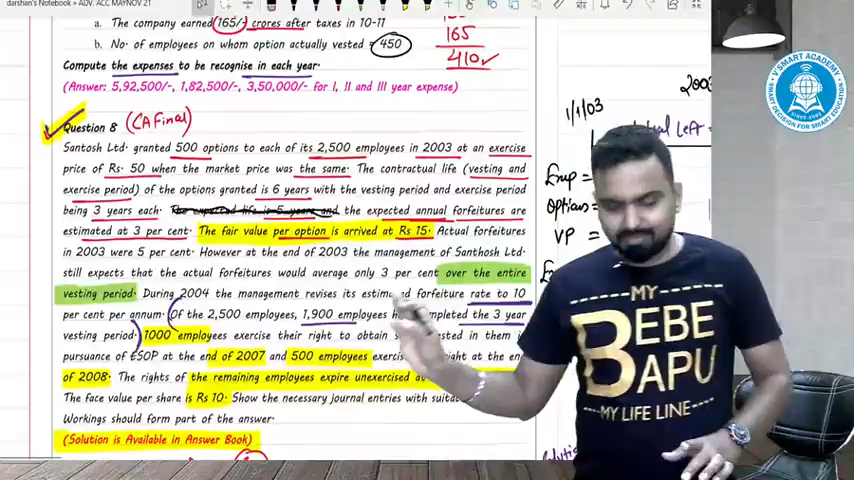 darshan's Notebook » ADV. ACC MAYNOV 21
a. The company earned 165/- crores after taxes in 10-11
b. No. of employees on whom option actually vested = 450
165
410
Compute the expenses to be recognise in each year.
(Answer: 5,92,500/-, 1,82,500/-, 3,50,000/- for I, II and III year expense)
Question 8 (CA Final)
Santosh Ltd. granted 500 options to each of its 2,500 employees in 2003 at an exercise
price of Rs. 50 when the market price was the same. The contractual life (vesting and
exercise period) of the options granted is 6 years with the vesting period and exercise period
being 3 years each. The expected life is 5 years and the expected annual forfeitures are
estimated at 3 per cent. The fair value per option is arrived at Rs 15. Actual forfeitures
in 2003 were 5 per cent. However at the end of 2003 the management of Santhosh Ltd.
still expects that the actual forfeitures would average only 3 per cent over the entire
vesting period. During 2004 the management revises its estimated forfeiture rate to 10
per cent per annum. Of the 2,500 employees, 1,900 employees completed the 3 year
vesting period. 1000 employees exercise their right to obtain vested in them
pursuance of ESOP at the end of 2007 and 500 employees at the end
of 2008. The rights of the remaining employees expire unexercised at
The face value per share is Rs 10. Show the necessary journal entries with
Workings should form part of the answer.
(Solution is Available in Answer Book)
1/1/03
2003
left =
Emp =
Options =
VP =
V SMART ACADEMY
SMART DECISION FOR SMART CAREER
MY
BEBE
BAPU
MY LIFE LINE